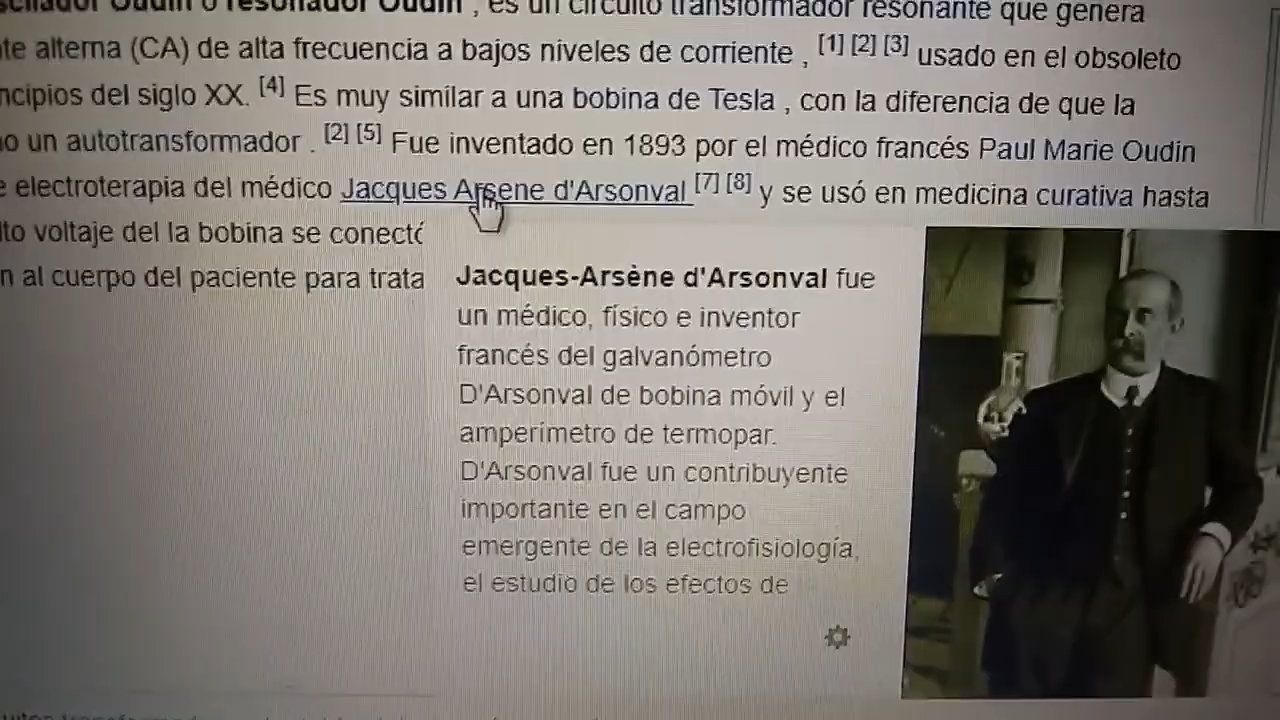 Oudin o resonador Oudin , es un circuito transformador resonante que genera
te alterna (CA) de alta frecuencia a bajos niveles de corriente , [1] [2] [3] usado en el obsoleto
ncipios del siglo XX. [4] Es muy similar a una bobina de Tesla , con la diferencia de que la
o un autotransformador . [2] [5] Fue inventado en 1893 por el médico francés Paul Marie Oudin
e electroterapia del médico Jacques Arsene d'Arsonval [7] [8] y se usó en medicina curativa hasta
lto voltaje del la bobina se conectó
n al cuerpo del paciente para trata
Jacques-Arsène d'Arsonval fue
un médico, físico e inventor
francés del galvanómetro
D'Arsonval de bobina móvil y el
amperímetro de termopar.
D'Arsonval fue un contribuyente
importante en el campo
emergente de la electrofisiología,
el estudio de los efectos de